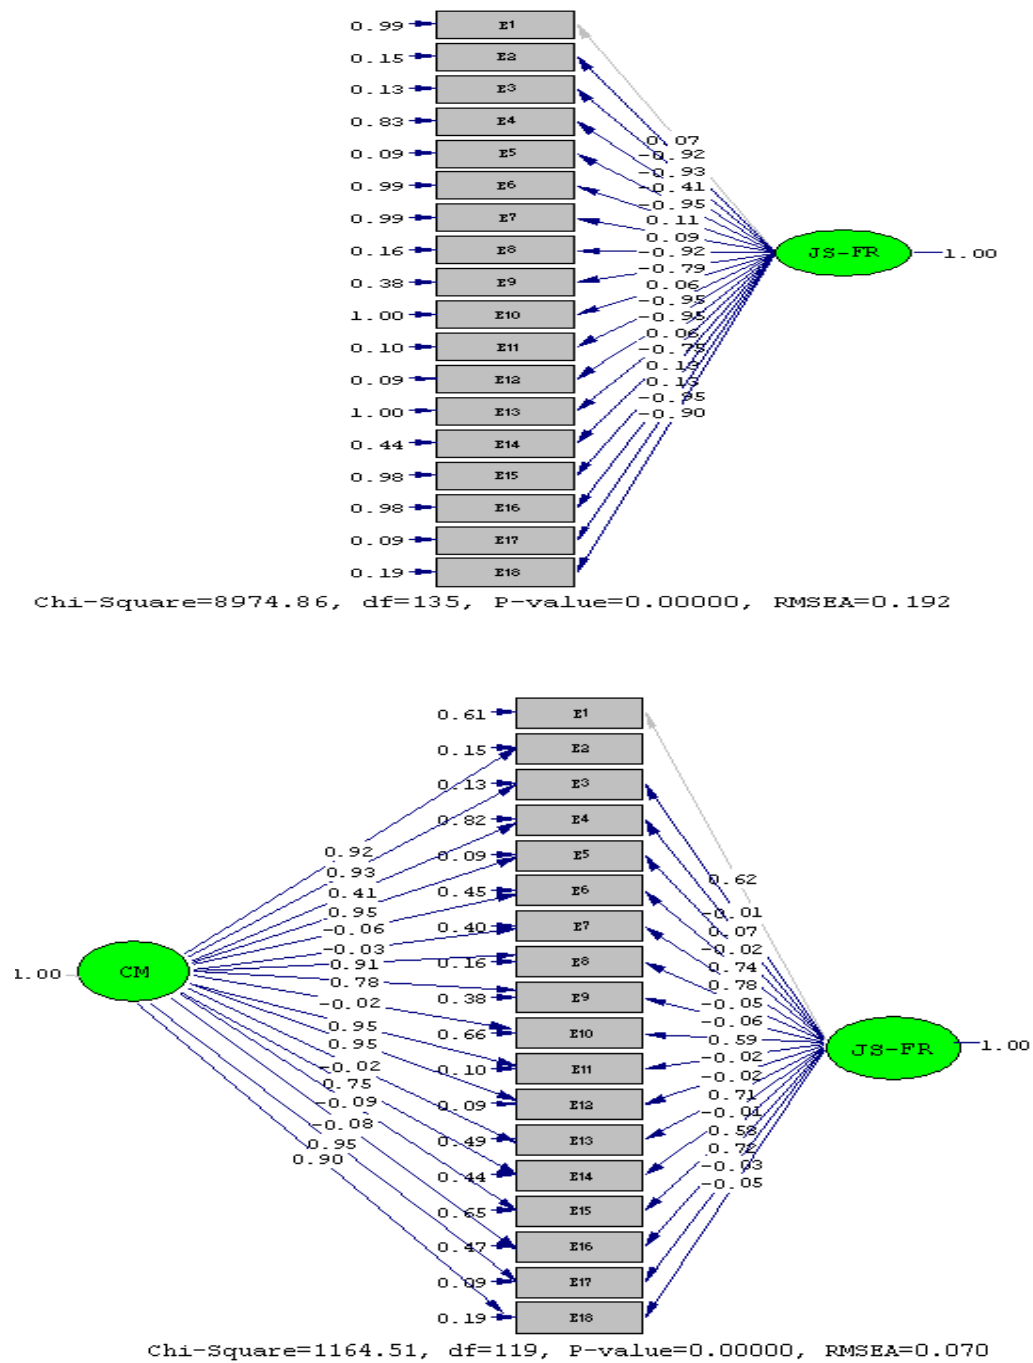 0.99 E1
0.15 E2
0.13 E3
0.83 E4
0.09 E5
0.99 E6
0.99 E7
0.16 E8
0.38 E9
1.00 E10
0.10 E11
0.09 E12
1.00 E13
0.44 E14
0.98 E15
0.98 E16
0.09 E17
0.19 E18
0.07
-0.92
-0.93
-0.41
-0.95
0.11
0.09
-0.92
-0.79
0.06
-0.95
-0.95
0.06
-0.75
0.13
0.13
-0.95
-0.90
JS-FR 1.00
Chi-Square=8974.86, df=135, P-value=0.00000, RMSEA=0.192
1.00 CM
0.92
0.93
0.41
0.95
-0.06
-0.03
0.91
0.78
-0.02
0.95
0.95
-0.02
0.75
-0.09
-0.08
0.95
0.90
0.61 E1
0.15 E2
0.13 E3
0.82 E4
0.09 E5
0.45 E6
0.40 E7
0.16 E8
0.38 E9
0.66 E10
0.10 E11
0.09 E12
0.49 E13
0.44 E14
0.65 E15
0.47 E16
0.09 E17
0.19 E18
0.62
-0.01
0.07
-0.02
0.74
0.78
-0.05
-0.06
0.59
-0.02
-0.02
0.71
-0.01
0.58
0.72
-0.03
-0.05
JS-FR 1.00
Chi-Square=1164.51, df=119, P-value=0.00000, RMSEA=0.070